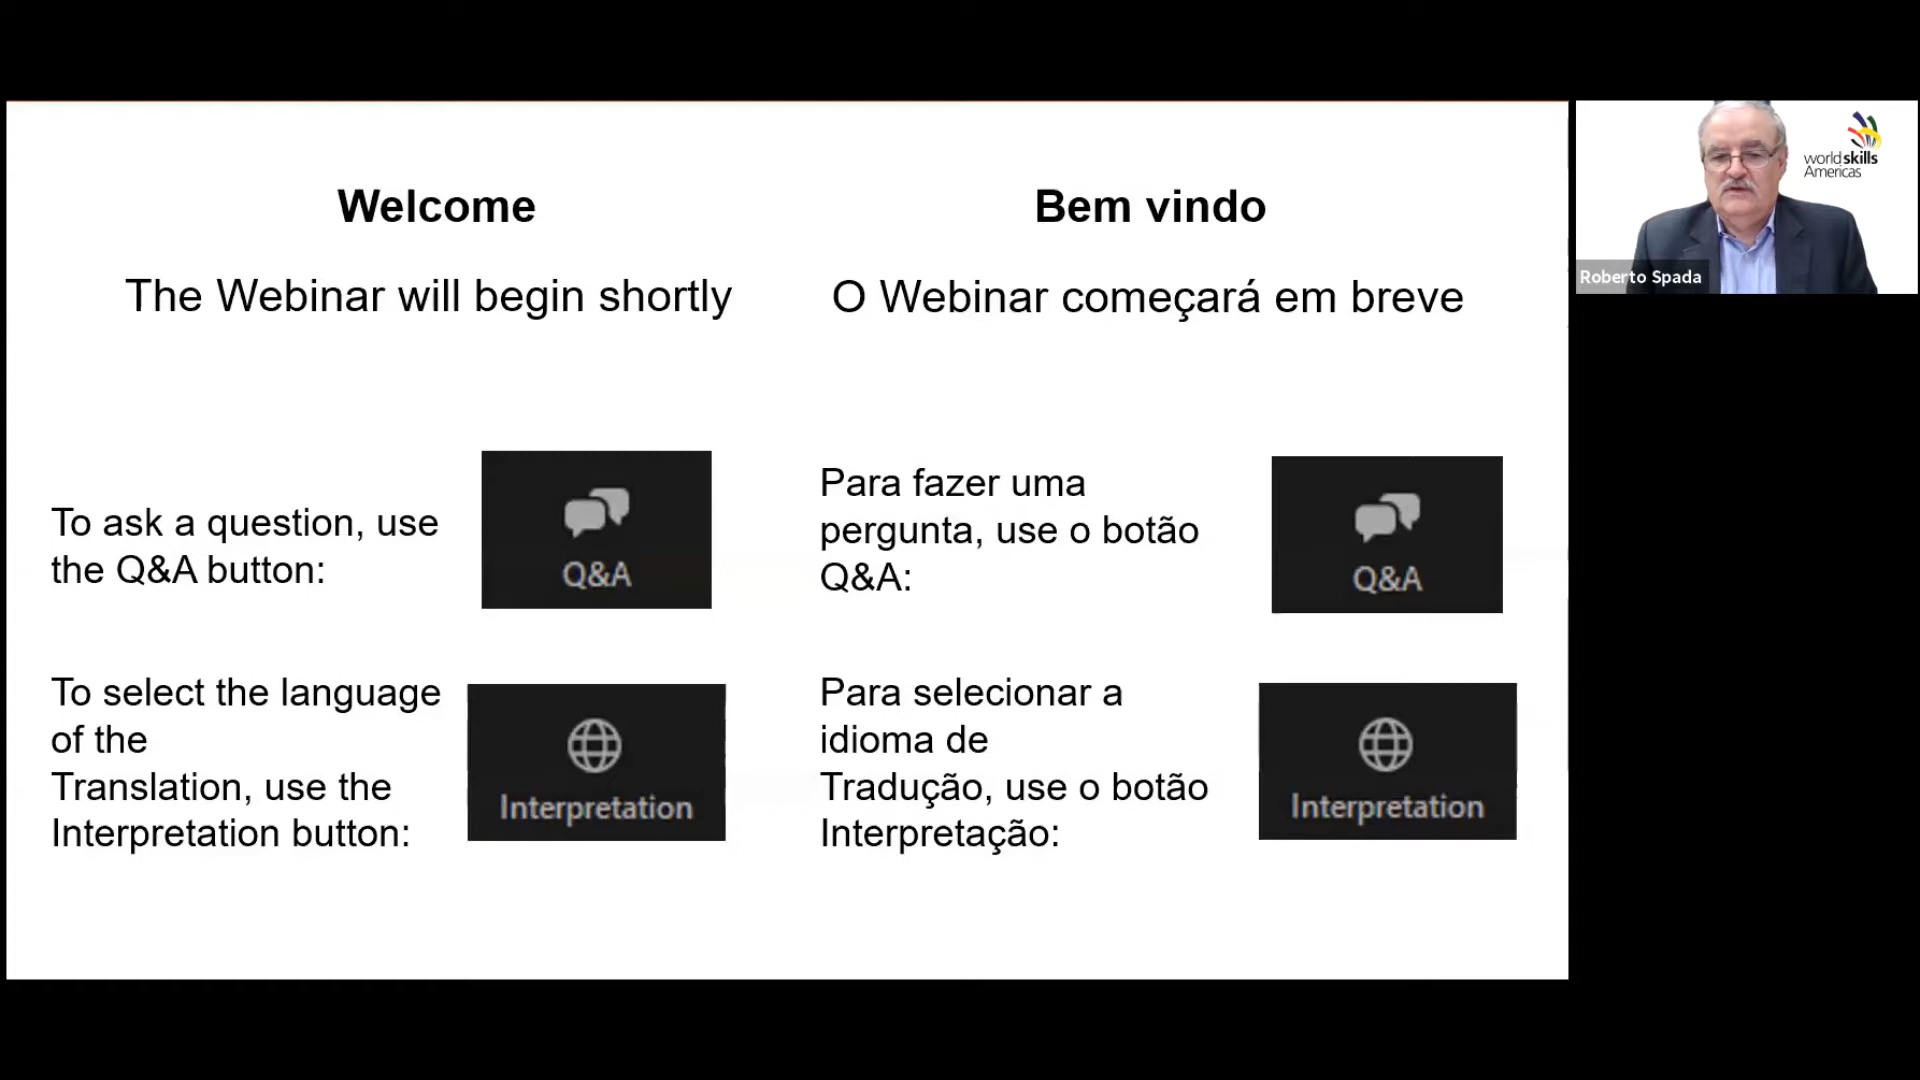 Welcome
The Webinar will begin shortly
To ask a question, use
the Q&A button:
Q&A
To select the language
of the
Translation, use the
Interpretation button:
Interpretation
Bem vindo
O Webinar começará em breve
Para fazer uma
pergunta, use o botão
Q&A:
Q&A
Para selecionar a
idioma de
Tradução, use o botão
Interpretação:
Interpretation
worldskills
Americas
Roberto Spada